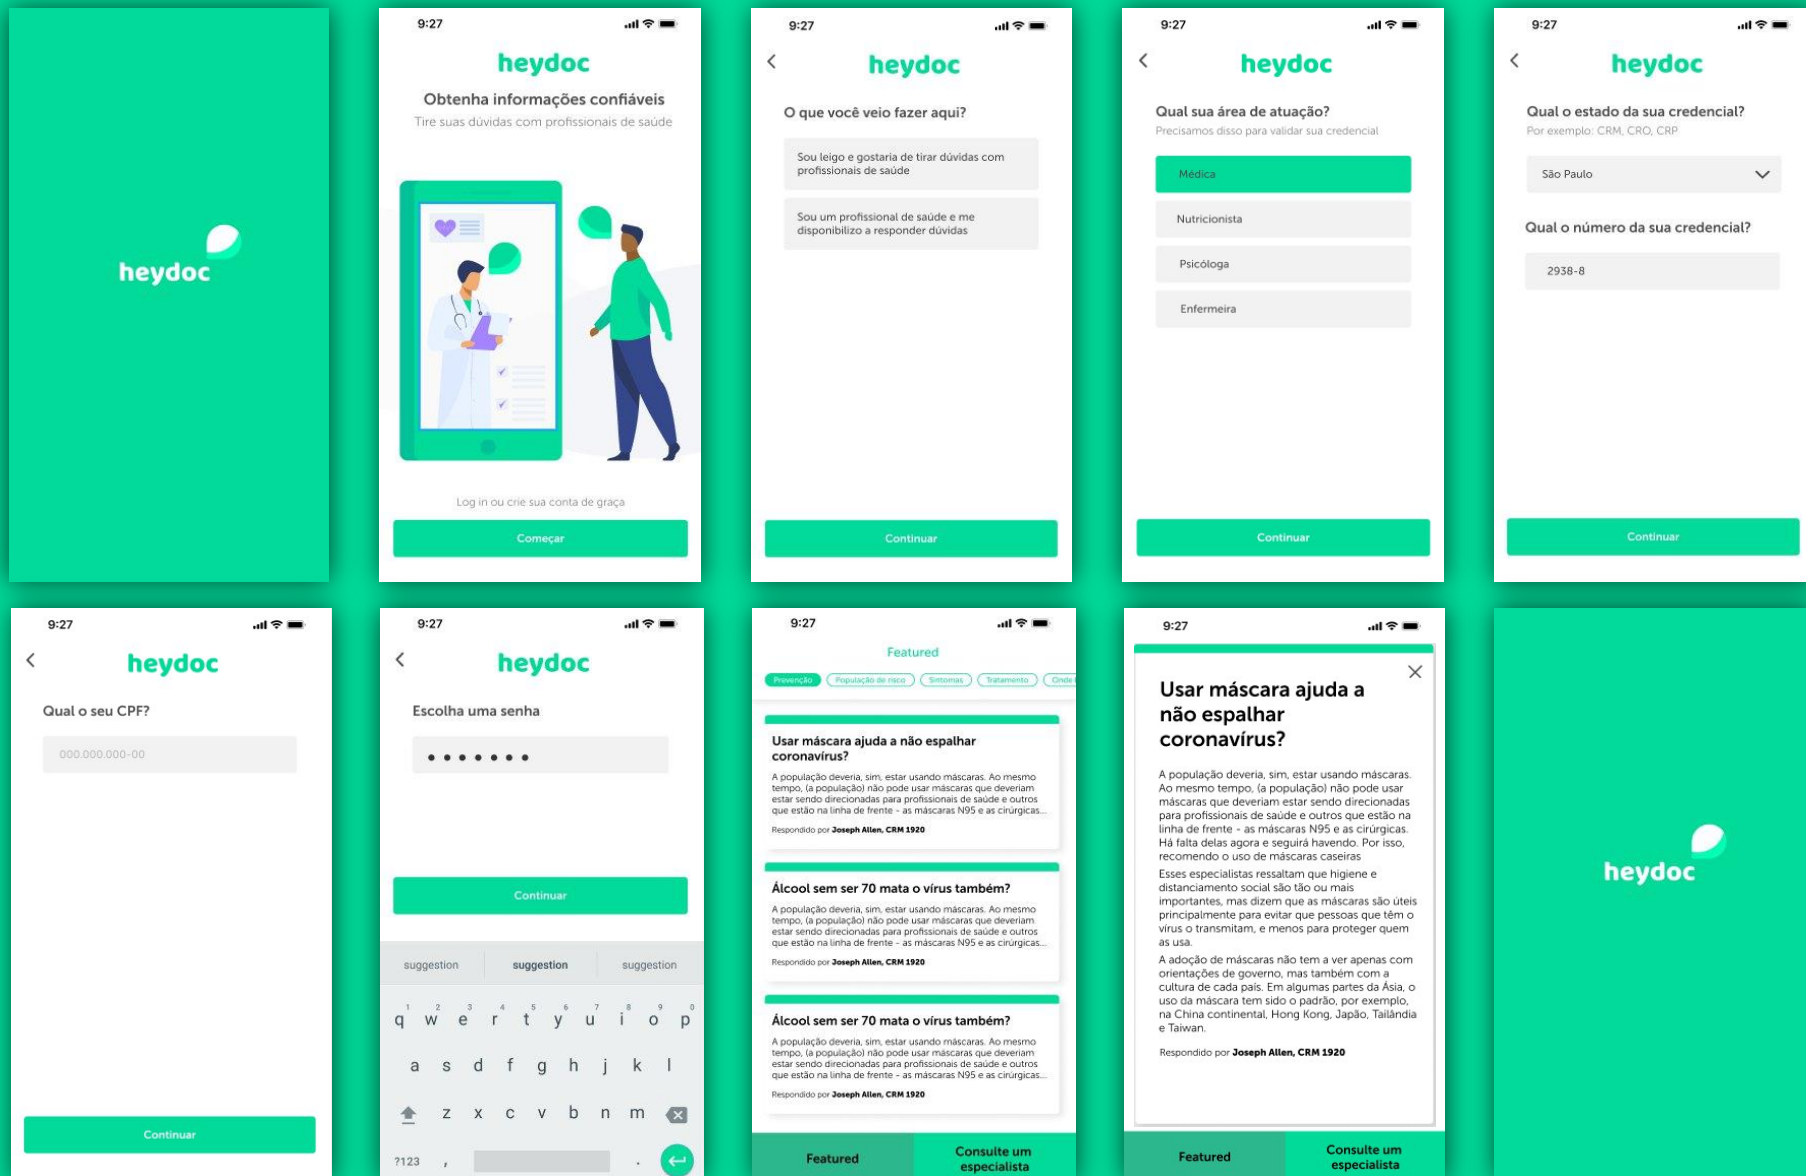 heydoc
9:27
heydoc
Obtenha informações confiáveis
Tire suas dúvidas com profissionais de saúde
Log in ou crie sua conta de graça
Começar
9:27
heydoc
O que você veio fazer aqui?
Sou leigo e gostaria de tirar dúvidas com
profissionais de saúde
Sou um profissional de saúde e me
disponibilizo a responder dúvidas
Continuar
9:27
heydoc
Qual sua área de atuação?
Precisamos disso para validar sua credencial
Médica
Nutricionista
Psicóloga
Enfermeira
Continuar
9:27
heydoc
Qual o estado da sua credencial?
Por exemplo: CRM, CRO, CRP
São Paulo
Qual o número da sua credencial?
2938-8
Continuar
9:27
heydoc
Qual o seu CPF?
000.000.000-00
Continuar
9:27
heydoc
Escolha uma senha
Continuar
suggestion suggestion suggestion
1 2 3 4 5 6 7 8 9 0
q w e r t y u i o p
a s d f g h j k l
z x c v b n m
?123 , .
9:27
Featured
Prevenção População de risco Sintomas Tratamento Onde
Usar máscara ajuda a não espalhar
coronavírus?
A população deveria, sim, estar usando máscaras. Ao mesmo
tempo, (a população) não pode usar máscaras que deveriam
estar sendo direcionadas para profissionais de saúde e outros
que estão na linha de frente - as máscaras N95 e as cirúrgicas...
Respondido por Joseph Allen, CRM 1920
Álcool sem ser 70 mata o vírus também?
A população deveria, sim, estar usando máscaras. Ao mesmo
tempo, (a população) não pode usar máscaras que deveriam
estar sendo direcionadas para profissionais de saúde e outros
que estão na linha de frente - as máscaras N95 e as cirúrgicas...
Respondido por Joseph Allen, CRM 1920
Álcool sem ser 70 mata o vírus também?
A população deveria, sim, estar usando máscaras. Ao mesmo
tempo, (a população) não pode usar máscaras que deveriam
estar sendo direcionadas para profissionais de saúde e outros
que estão na linha de frente - as máscaras N95 e as cirúrgicas...
Respondido por Joseph Allen, CRM 1920
Featured
Consulte um
especialista
9:27
Usar máscara ajuda a
não espalhar
coronavírus?
A população deveria, sim, estar usando máscaras.
Ao mesmo tempo, (a população) não pode usar
máscaras que deveriam estar sendo direcionadas
para profissionais de saúde e outros que estão na
linha de frente - as máscaras N95 e as cirúrgicas.
Há falta delas agora e seguirá havendo. Por isso,
recomendo o uso de máscaras caseiras
Esses especialistas ressaltam que higiene e
distanciamento social são tão ou mais
importantes, mas dizem que as máscaras são úteis
principalmente para evitar que pessoas que têm o
vírus o transmitam, e menos para proteger quem
as usa.
A adoção de máscaras não tem a ver apenas com
orientações de governo, mas também com a
cultura de cada país. Em algumas partes da Ásia, o
uso da máscara tem sido o padrão, por exemplo,
na China continental, Hong Kong, Japão, Tailândia
e Taiwan.
Respondido por Joseph Allen, CRM 1920
Featured
Consulte um
especialista
heydoc